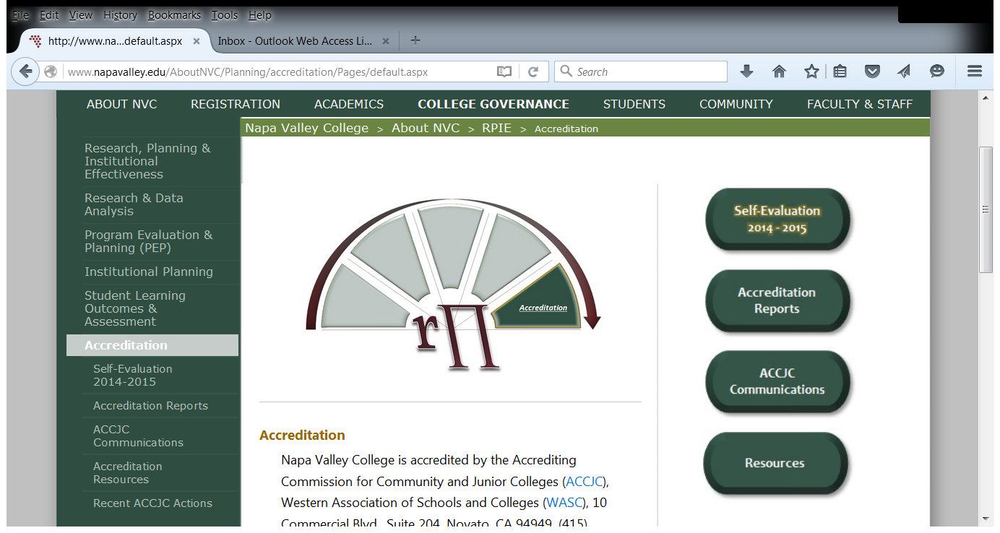 File Edit View History Bookmarks Tools Help
http://www.na...default.aspx
Inbox - Outlook Web Access Li...
www.napavalley.edu/AboutNVC/Planning/accreditation/Pages/default.aspx
Search
ABOUT NVC REGISTRATION ACADEMICS COLLEGE GOVERNANCE STUDENTS COMMUNITY FACULTY & STAFF
Napa Valley College > About NVC > RPIE > Accreditation
Research, Planning &
Institutional
Effectiveness
Research & Data
Analysis
Program Evaluation &
Planning (PEP)
Institutional Planning
Student Learning
Outcomes &
Assessment
Accreditation
Self-Evaluation
2014-2015
Accreditation Reports
ACCJC
Communications
Accreditation
Resources
Recent ACCJC Actions
Accreditation
r∏
Accreditation
Napa Valley College is accredited by the Accrediting
Commission for Community and Junior Colleges (ACCJC),
Western Association of Schools and Colleges (WASC), 10
Commercial Blvd., Suite 204, Novato, CA 94949, (415)
Self-Evaluation
2014 - 2015
Accreditation
Reports
ACCJC
Communications
Resources